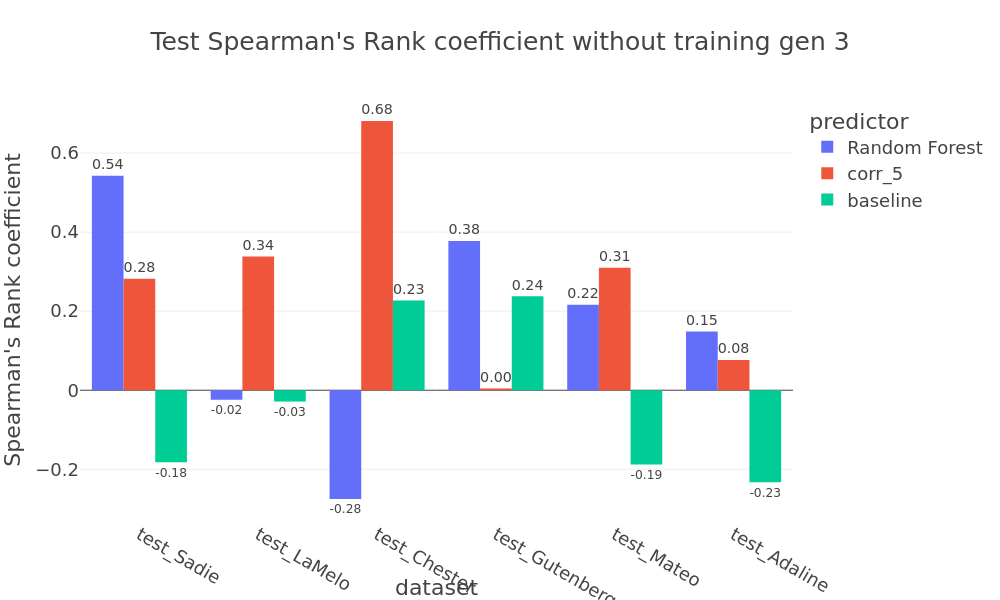 Test Spearman's Rank coefficient without training gen 3
predictor
Random Forest
corr_5
baseline
Spearman's Rank coefficient
0.6
0.4
0.2
0
−0.2
0.54
0.28
-0.18
-0.02
0.34
-0.03
-0.28
0.68
0.23
0.38
0.00
0.24
0.22
0.31
-0.19
0.15
0.08
-0.23
test_Sadie
test_LaMelo
test_Chester
test_Gutenberg
test_Mateo
test_Adaline
dataset